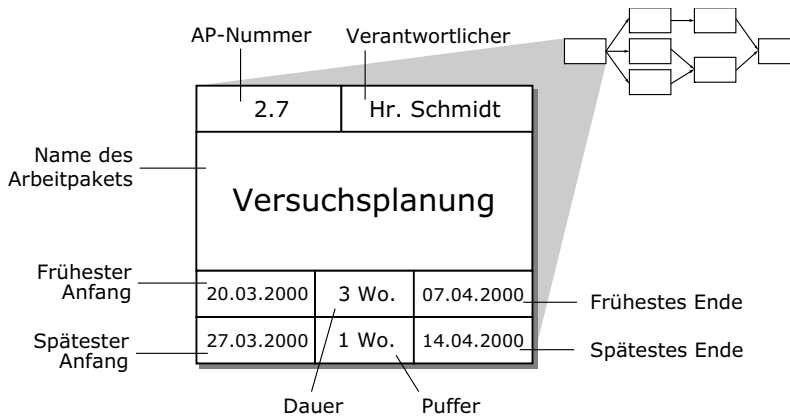 AP-Nummer
Verantwortlicher
2.7
Hr. Schmidt
Name des
Arbeitpakets
Versuchsplanung
Frühester
Anfang
20.03.2000
3 Wo.
07.04.2000
Frühestes Ende
Spätester
Anfang
27.03.2000
1 Wo.
14.04.2000
Spätestes Ende
Dauer
Puffer